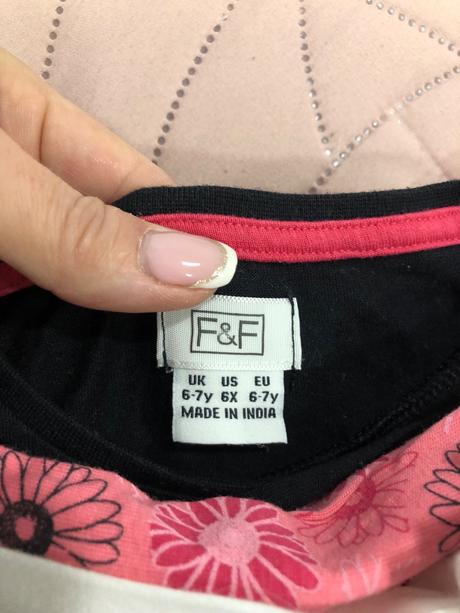 F&F
UK US EU
6-7y 6X 6-7y
MADE IN INDIA